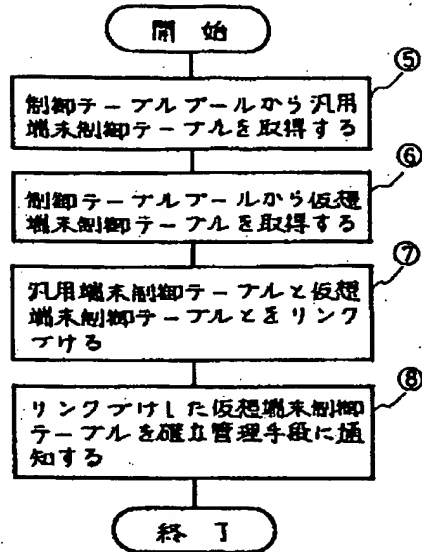 開始
⑤
制御テーブルプールから汎用
端末制御テーブルを取得する
⑥
制御テーブルプールから仮想
端末制御テーブルを取得する
⑦
汎用端末制御テーブルと仮想
端末制御テーブルとをリンク
づける
⑧
リンクづけした仮想端末制御
テーブルを確立管理手段に通
知する
終了